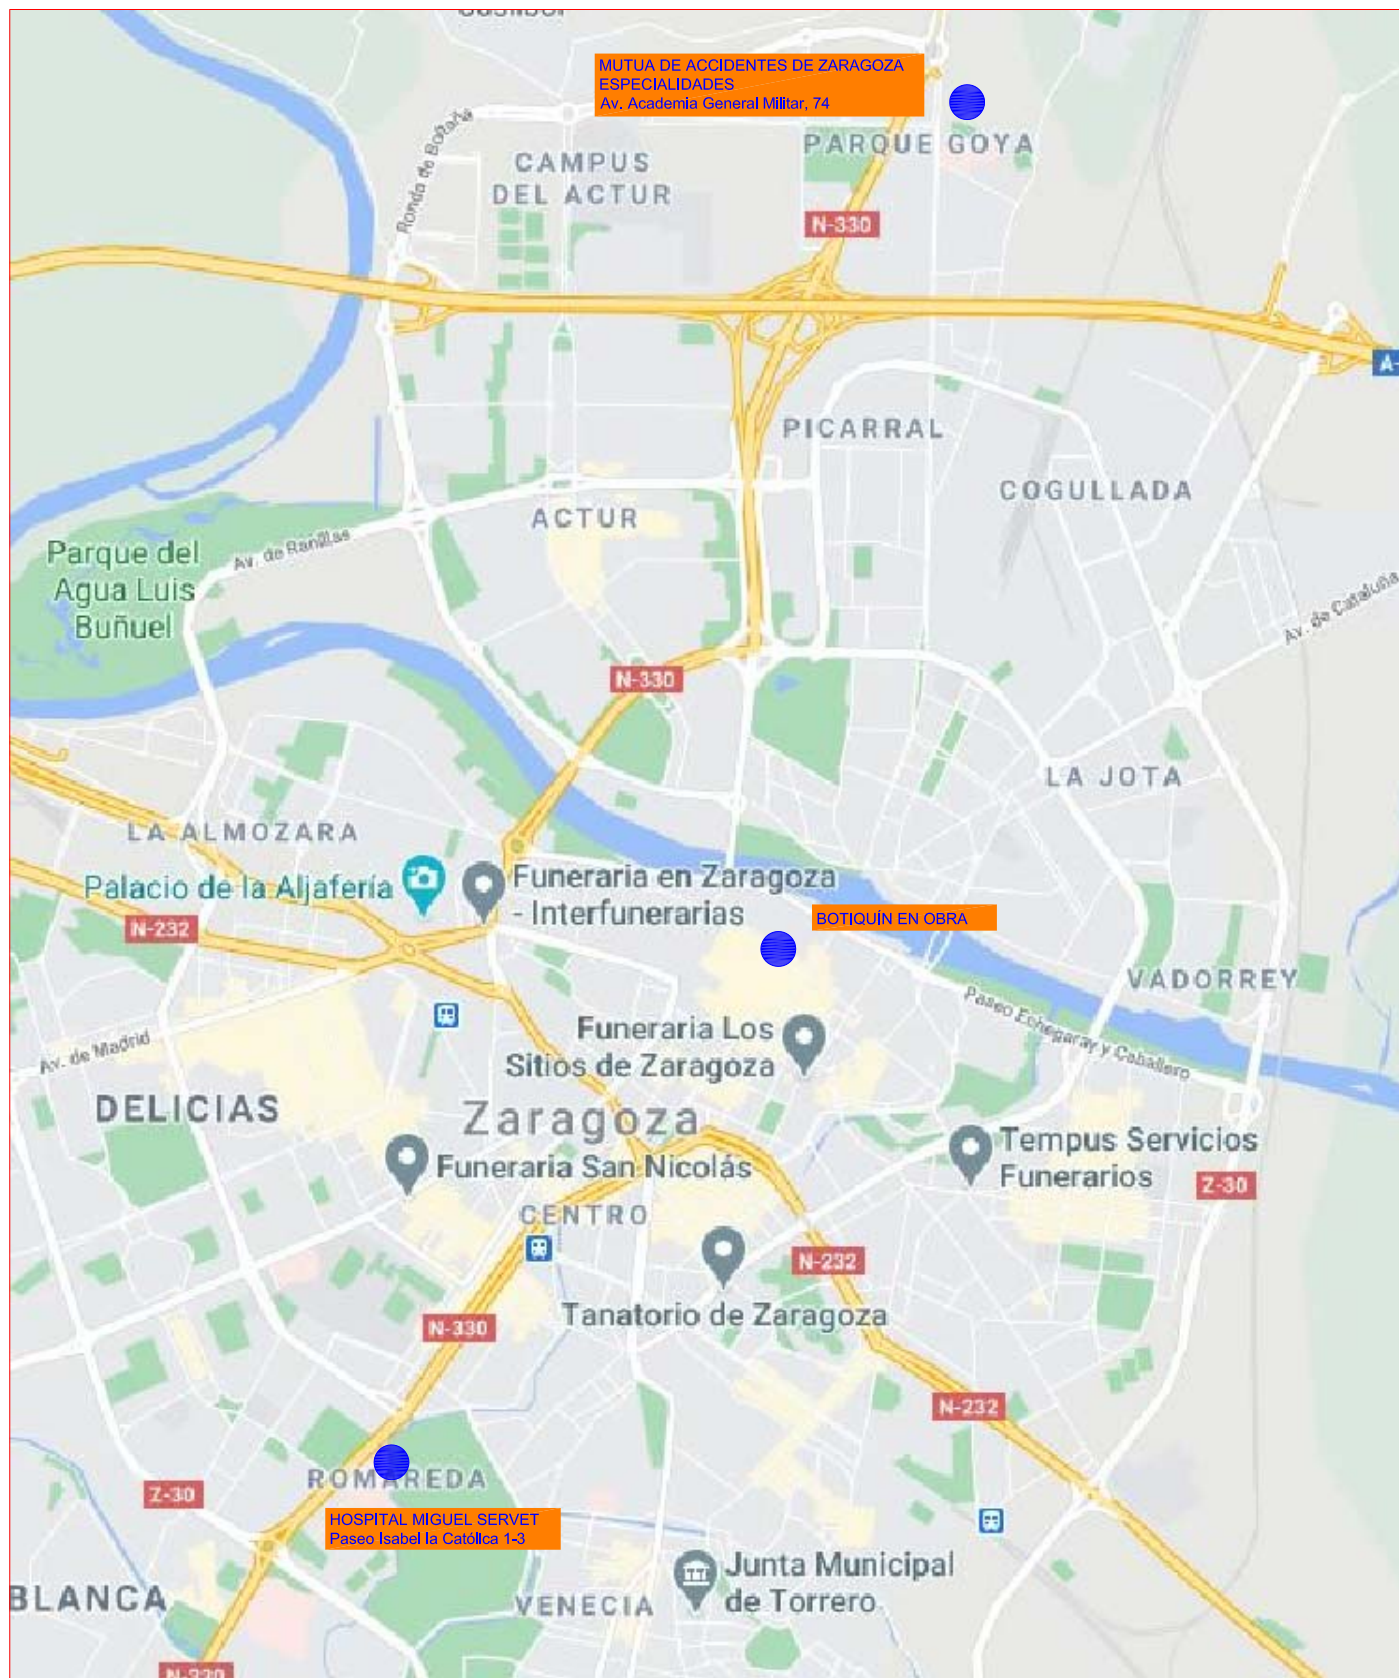 MUTUA DE ACCIDENTES DE ZARAGOZA
ESPECIALIDADES
Av. Academia General Militar, 74
Ronda de Boltaña
CAMPUS
DEL ACTUR
PARQUE GOYA
N-330
A-
PICARRAL
COGULLADA
ACTUR
Av. de Ranillas
Parque del
Agua Luis
Buñuel
Av. de Cataluña
N-330
LA JOTA
LA ALMOZARA
Palacio de la Aljafería
Funeraria en Zaragoza
- Interfunerarias
BOTIQUÍN EN OBRA
N-232
VADORREY
Paseo Echegaray y Caballero
Av. de Madrid
Funeraria Los
Sitios de Zaragoza
DELICIAS
Zaragoza
Tempus Servicios
Funerarios
Funeraria San Nicolás
Z-30
CENTRO
N-232
Tanatorio de Zaragoza
N-330
N-232
ROMAREDA
Z-30
HOSPITAL MIGUEL SERVET
Paseo Isabel la Católica 1-3
Junta Municipal
de Torrero
BLANCA
VENECIA
N-330